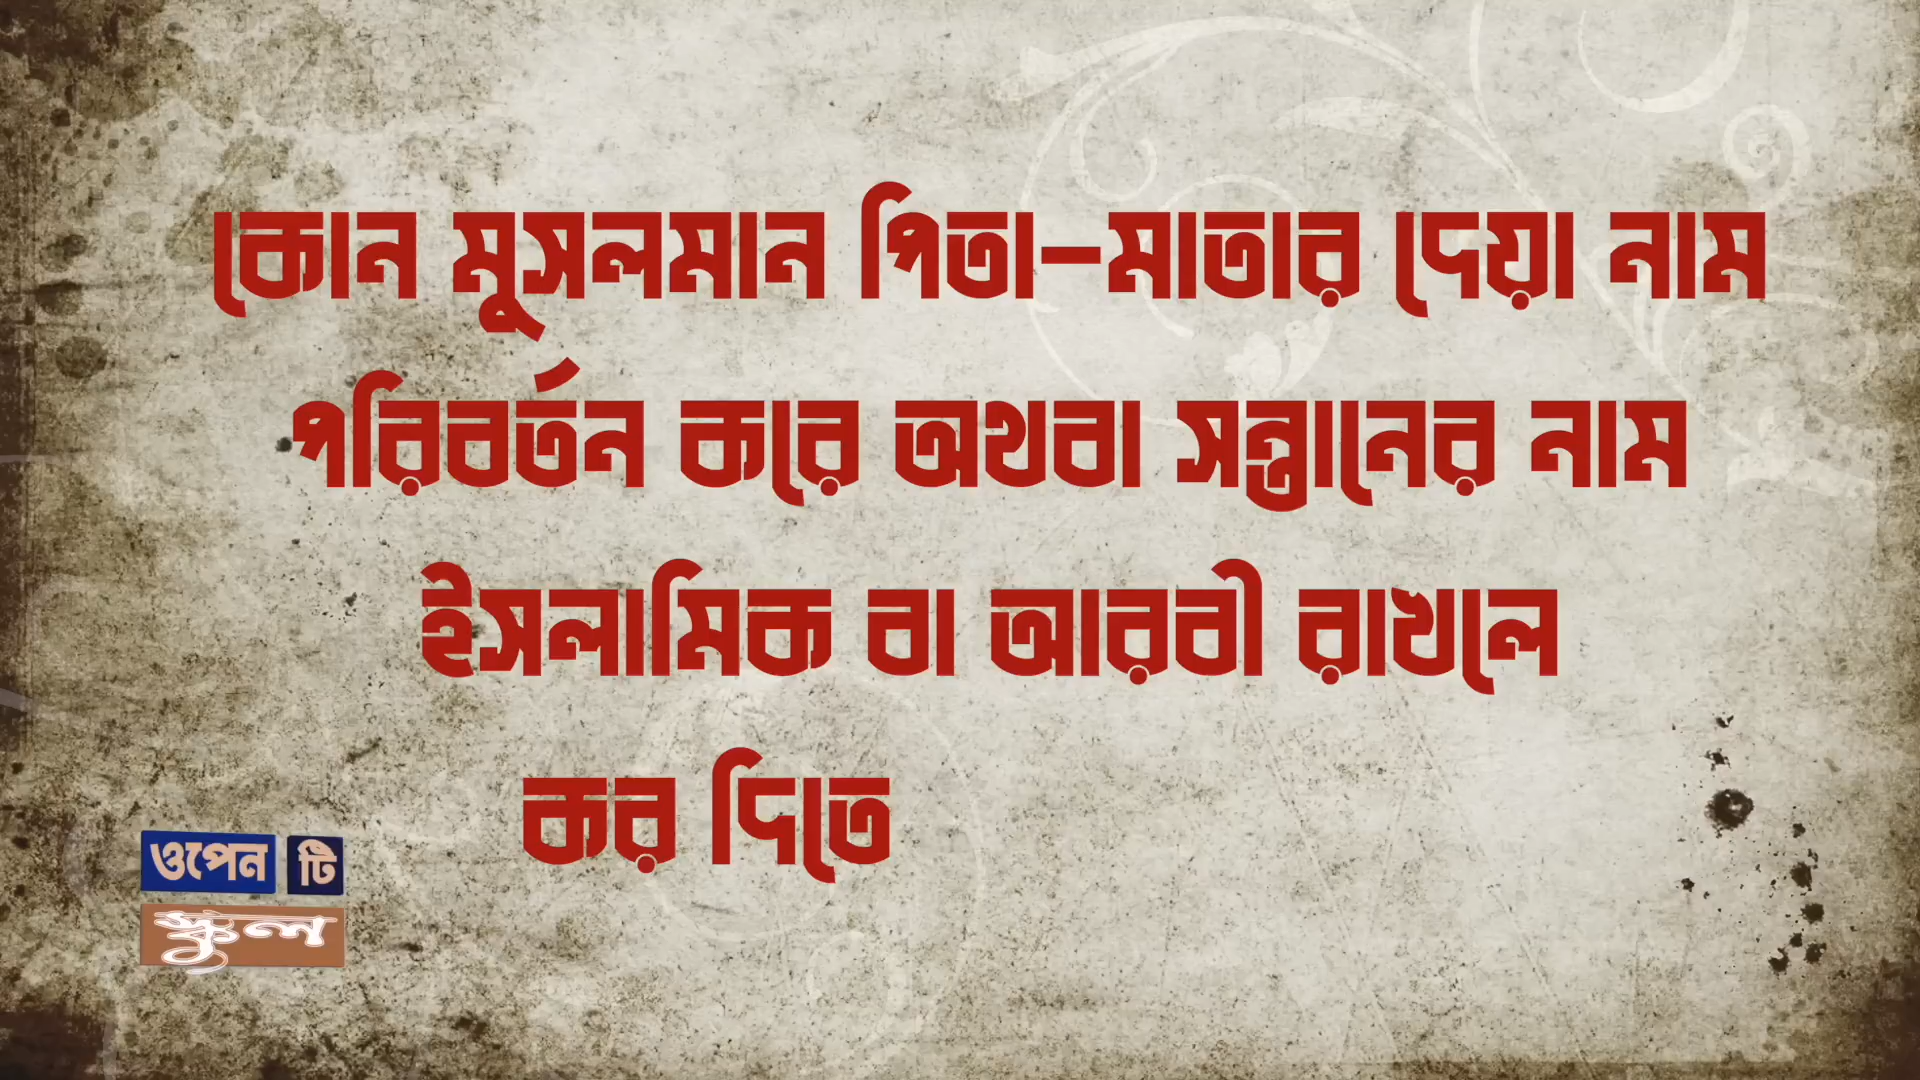 কোন মুসলমান পিতা-মাতার দেয়া নাম
পরিবর্তন করে অথবা সন্তানের নাম
ইসলামিক বা আরবী রাখলে
কর দিতে
ওপেন টি
স্কুল